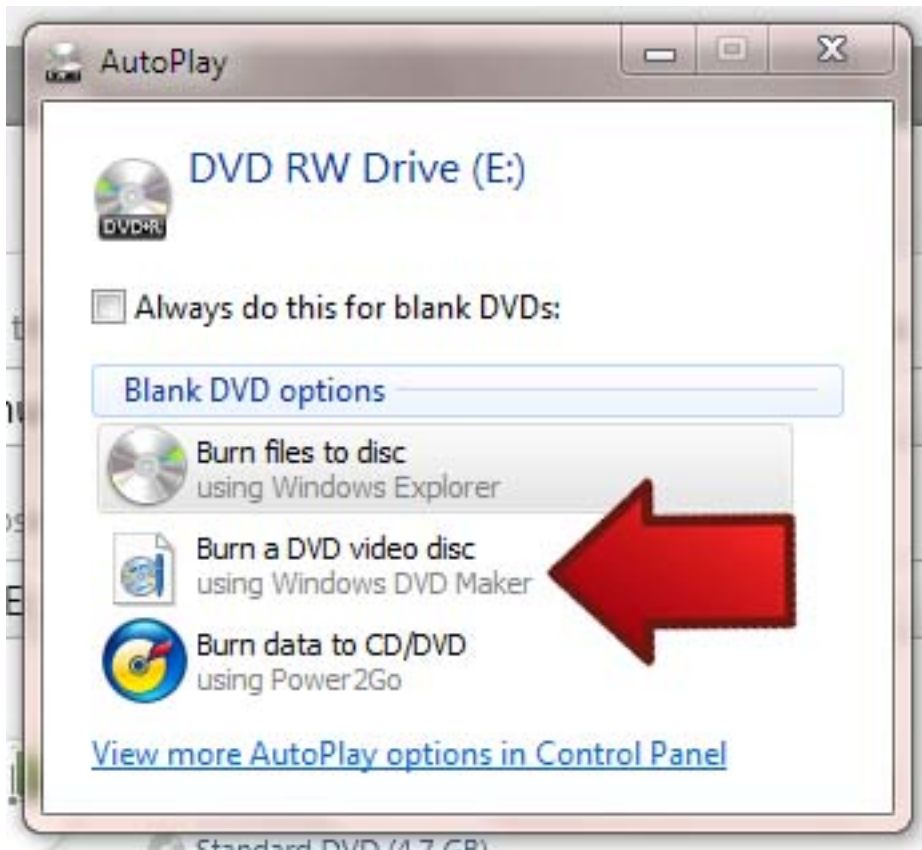 AutoPlay
DVD RW Drive (E:)
DVD+R
Always do this for blank DVDs:
Blank DVD options
Burn files to disc
using Windows Explorer
Burn a DVD video disc
using Windows DVD Maker
Burn data to CD/DVD
using Power2Go
View more AutoPlay options in Control Panel
Standard DVD (4.7 GB)